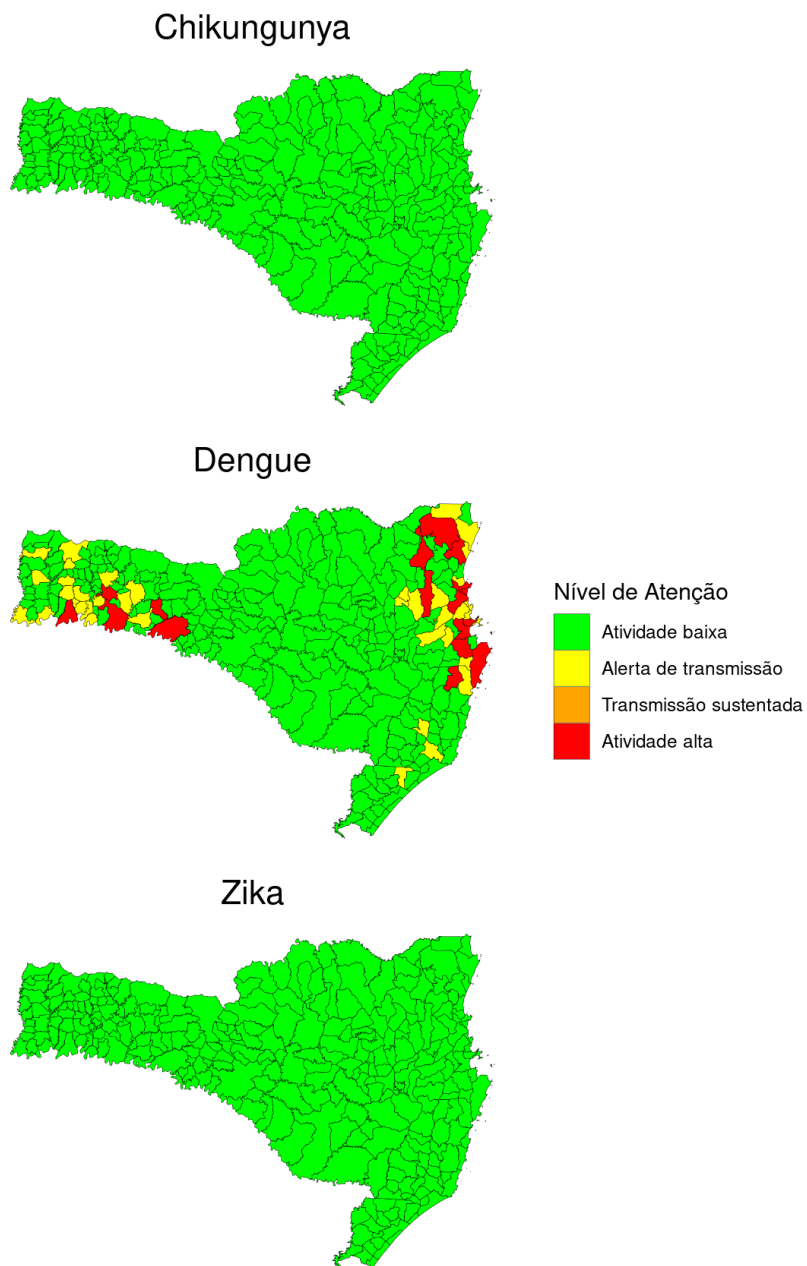 Chikungunya
Dengue
Nível de Atenção
Atividade baixa
Alerta de transmissão
Transmissão sustentada
Atividade alta
Zika